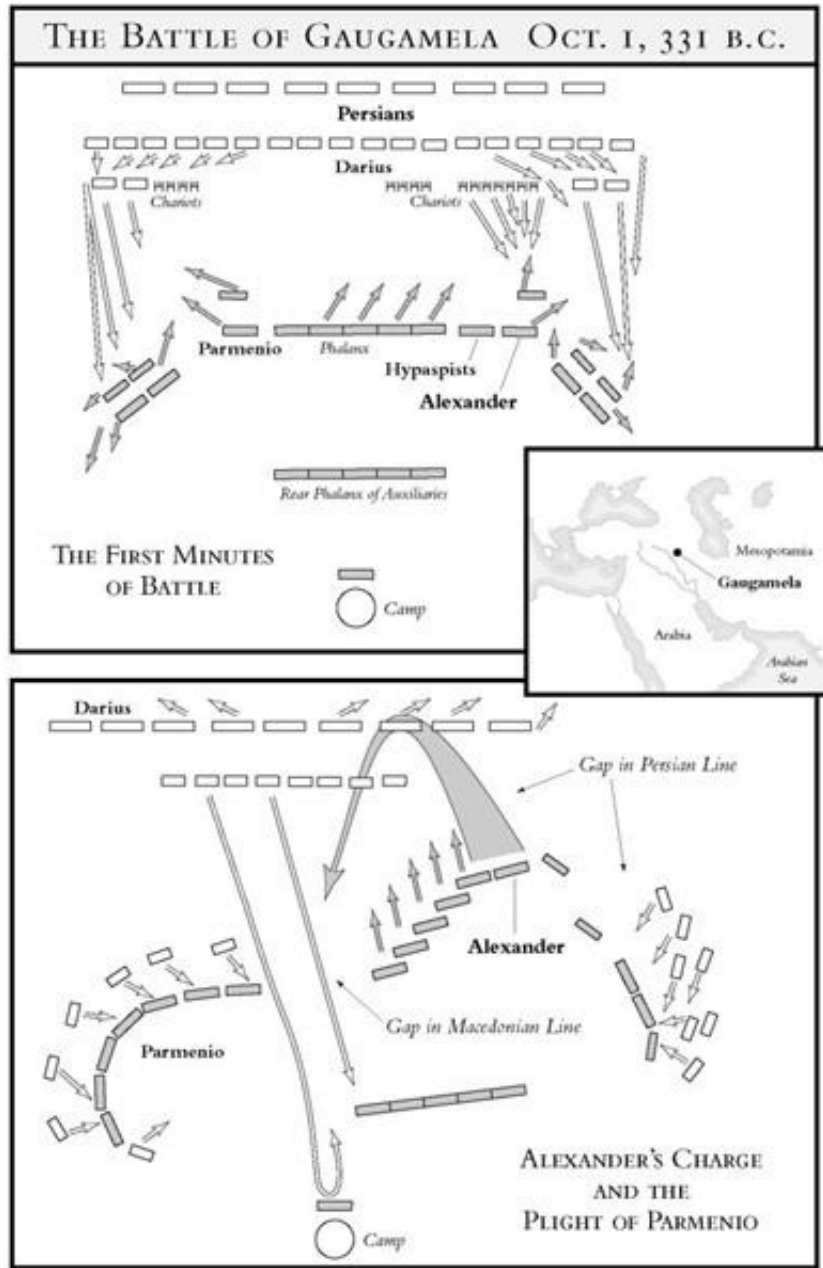 THE BATTLE OF GAUGAMELA OCT. 1, 331 B.C.
Persians
Darius
Chariots
Chariots
Parmenio
Phalanx
Hypaspists
Alexander
Rear Phalanx of Auxiliaries
THE FIRST MINUTES
OF BATTLE
Camp
Mesopotamia
Gaugamela
Arabia
Arabian
Sea
Darius
Gap in Persian Line
Alexander
Gap in Macedonian Line
Parmenio
ALEXANDER'S CHARGE
AND THE
PLIGHT OF PARMENIO
Camp